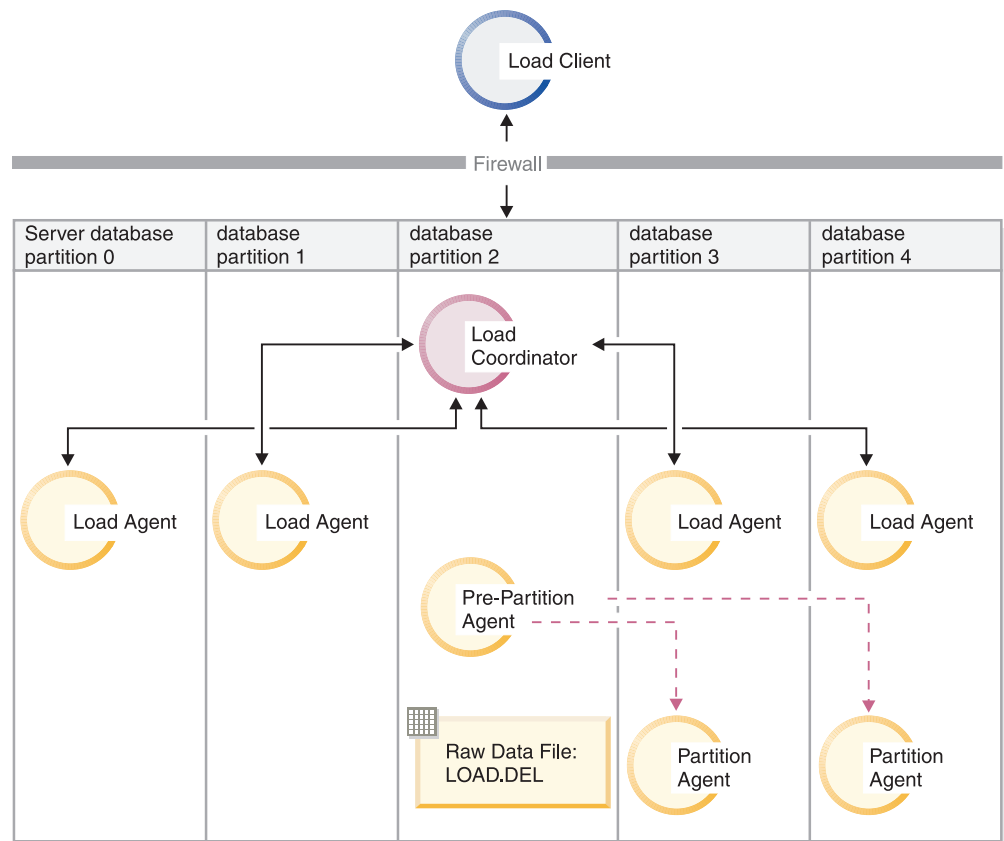 Load Client
Firewall
Server database
partition 0
database
partition 1
database
partition 2
database
partition 3
database
partition 4
Load
Coordinator
Load Agent
Load Agent
Load Agent
Load Agent
Pre-Partition
Agent
Raw Data File:
LOAD.DEL
Partition
Agent
Partition
Agent